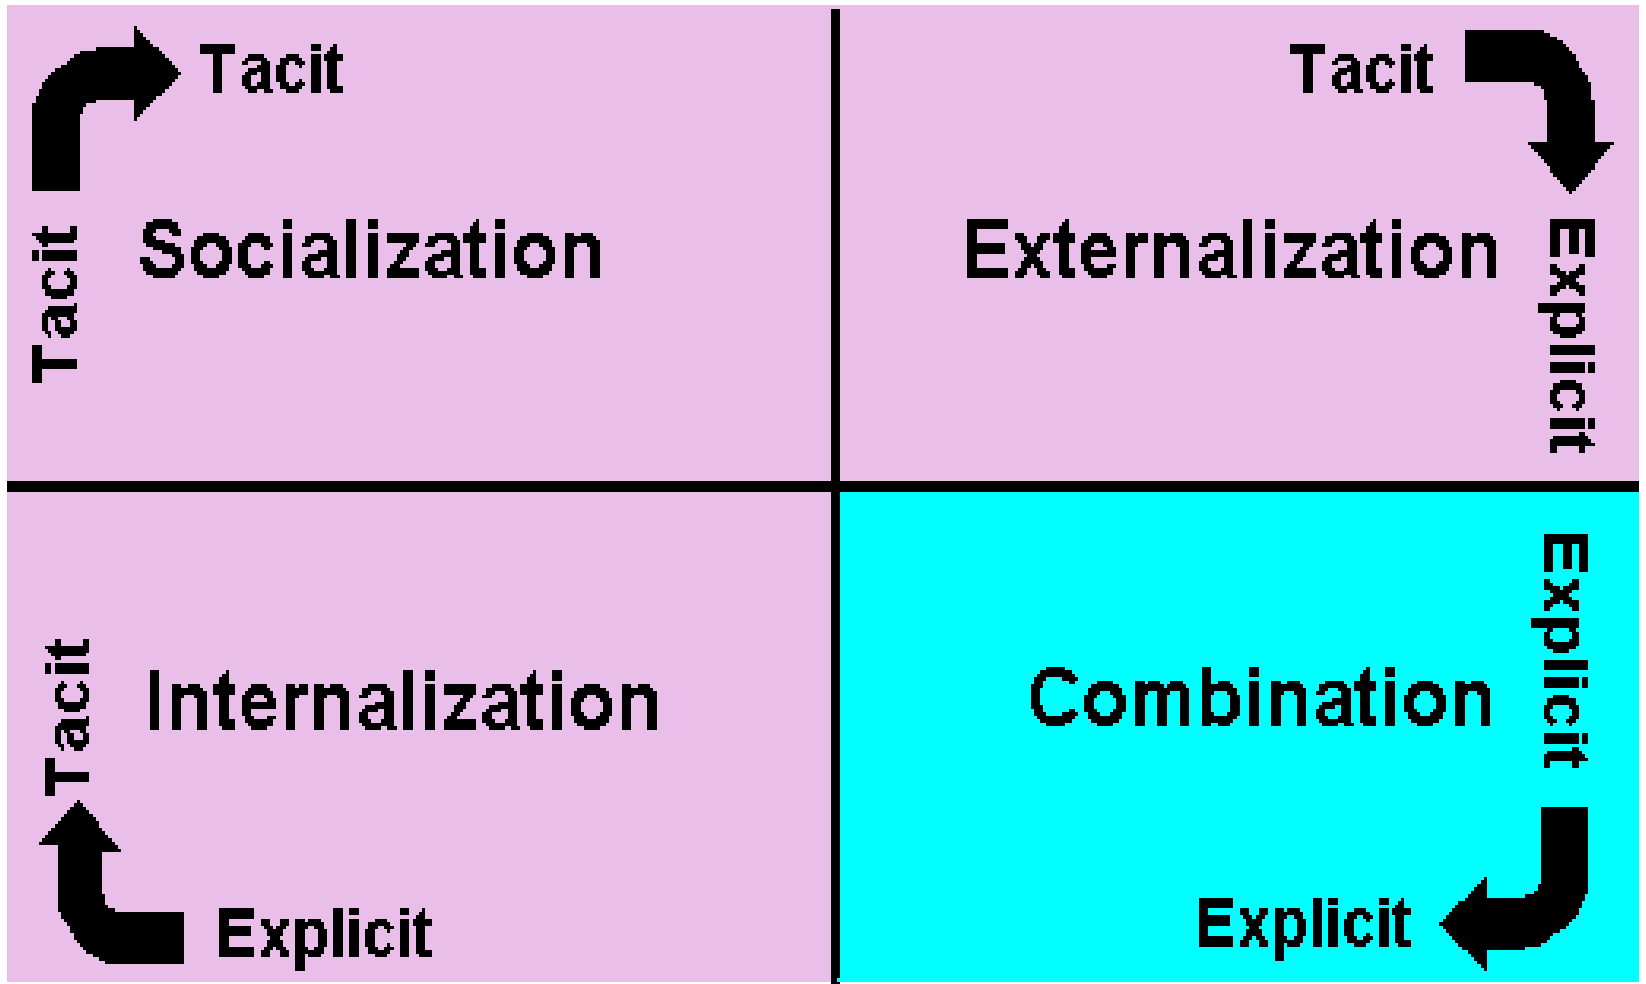 Tacit
Tacit
Socialization
Tacit
Explicit
Externalization
Tacit
Explicit
Internalization
Explicit
Explicit
Combination